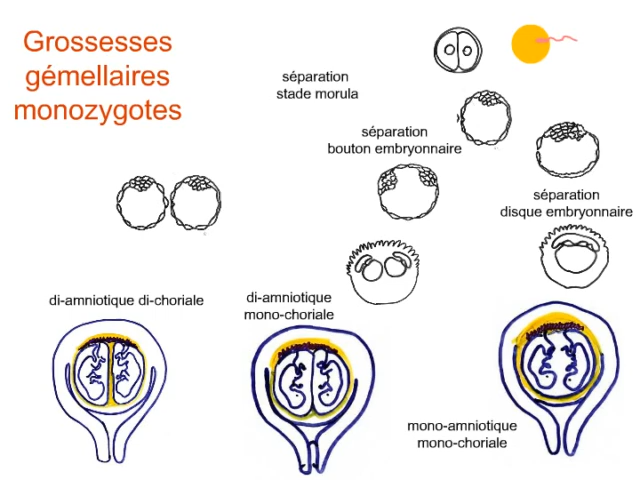 Grossesses
gémellaires
monozygotes
séparation
stade morula
séparation
bouton embryonnaire
séparation
disque embryonnaire
di-amniotique di-choriale
di-amniotique
mono-choriale
mono-amniotique
mono-choriale